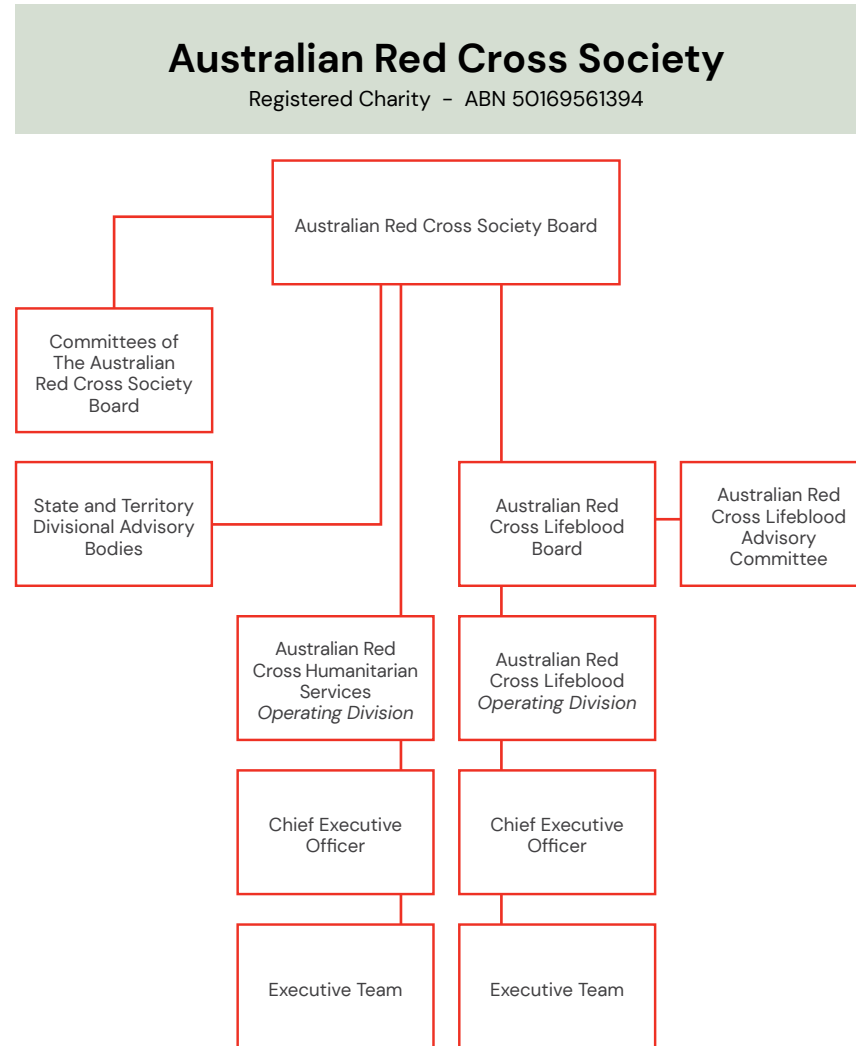 Australian Red Cross Society
Registered Charity - ABN 50169561394
Australian Red Cross Society Board
Committees of
The Australian
Red Cross Society
Board
State and Territory
Divisional Advisory
Bodies
Australian Red
Cross Lifeblood
Board
Australian Red
Cross Lifeblood
Advisory
Committee
Australian Red
Cross Humanitarian
Services
Operating Division
Australian Red
Cross Lifeblood
Operating Division
Chief Executive
Officer
Chief Executive
Officer
Executive Team
Executive Team